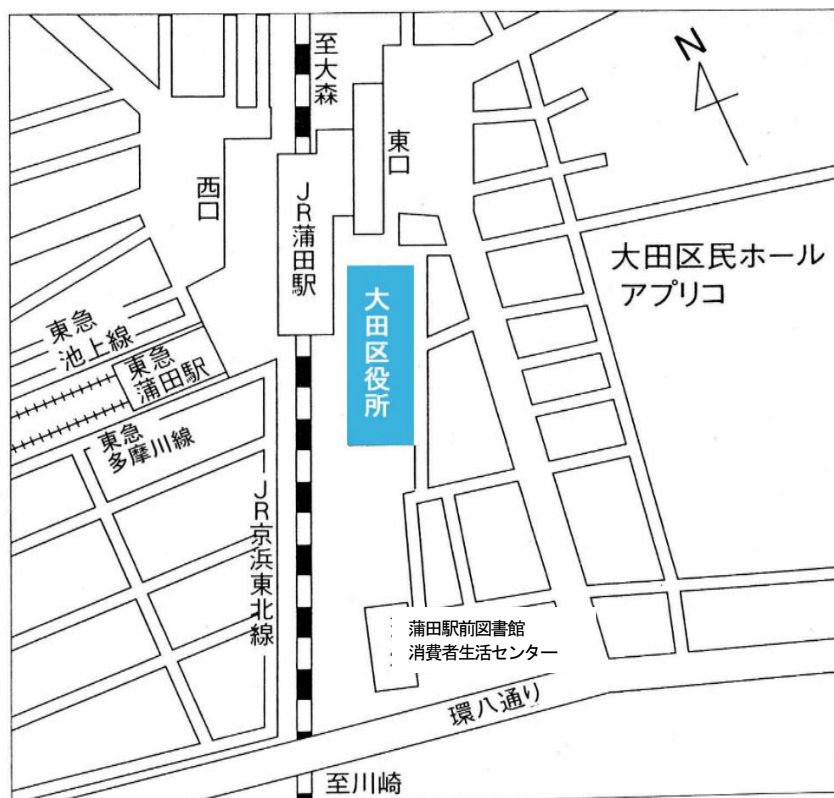 至大森
N
東口
西口
JR蒲田駅
大田区民ホール
アプリコ
大田区役所
東急
池上線
東急
蒲田駅
東急
多摩川線
JR京浜東北線
蒲田駅前図書館
消費者生活センター
環八通り
至川崎